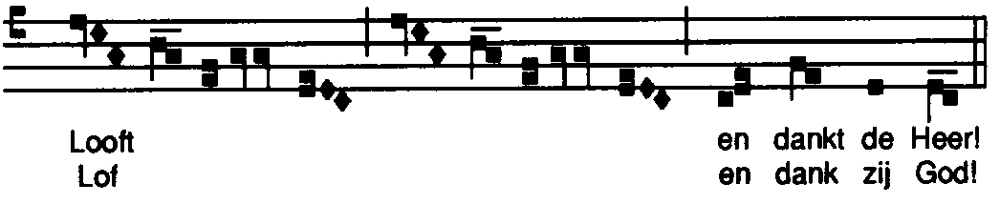 Looft en dankt de Heer!
Lof en dank zij God!